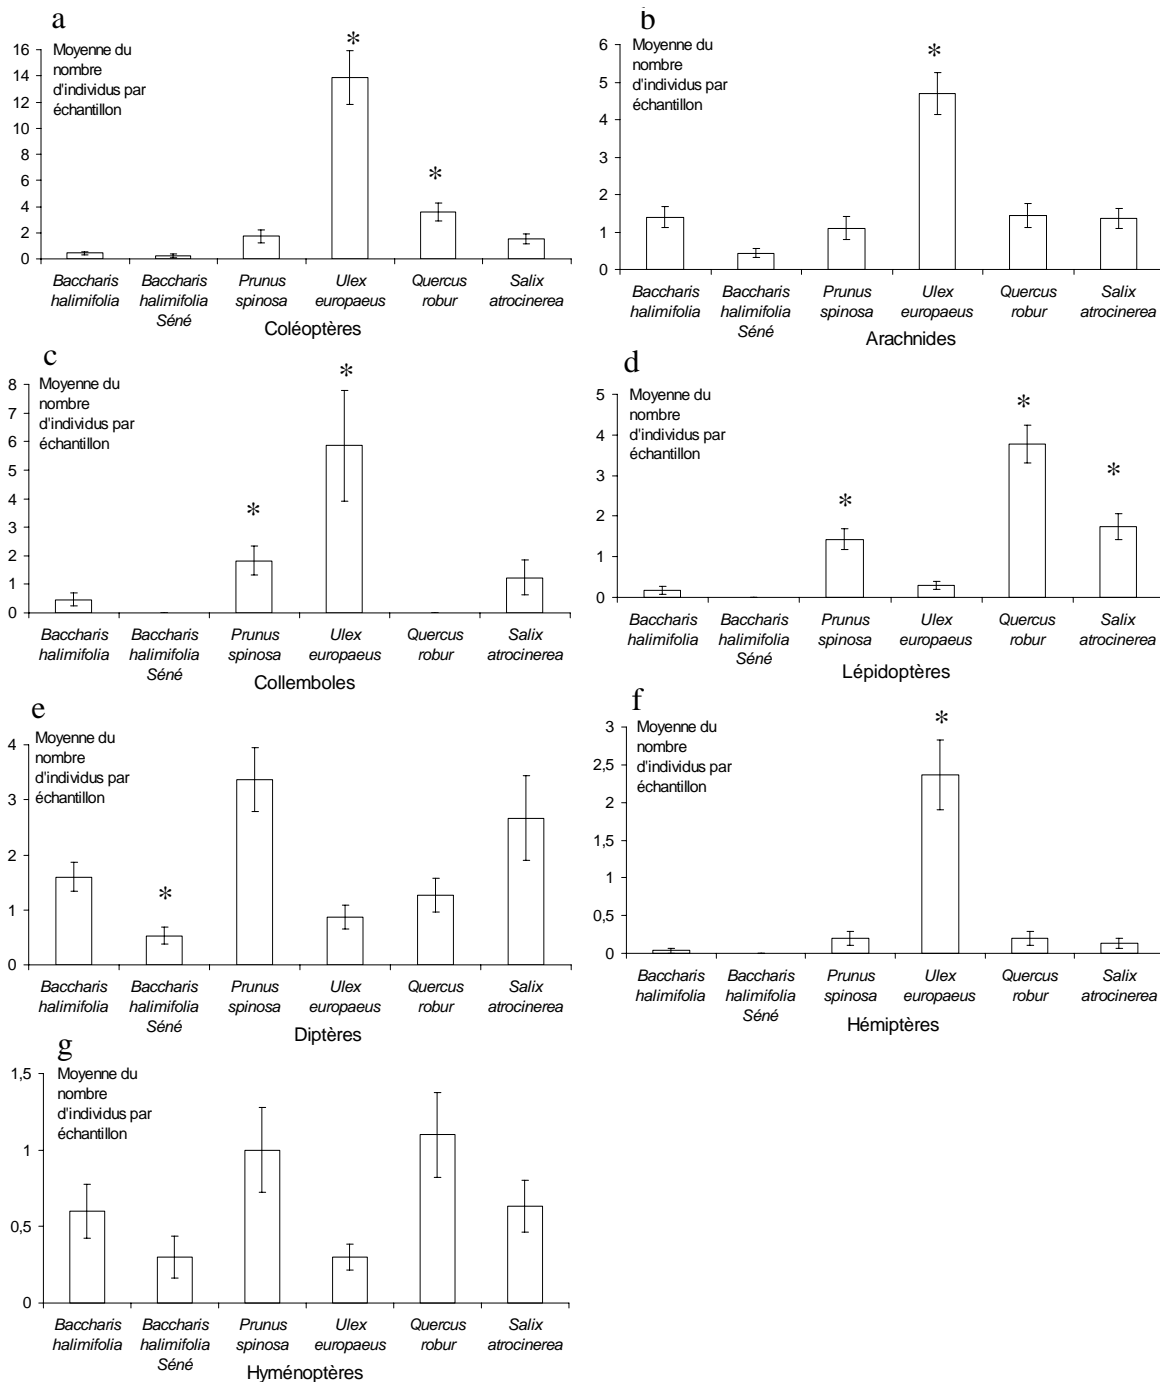 a
Moyenne du
nombre
d'individus par
échantillon
16
14
12
10
8
6
4
2
0
*
*
Baccharis
halimifolia
Baccharis
halimifolia
Séné
Prunus
spinosa
Ulex
europaeus
Quercus
robur
Salix
atrocinerea
Coléoptères
b
Moyenne du
nombre
d'individus par
échantillon
6
5
4
3
2
1
0
*
Baccharis
halimifolia
Baccharis
halimifolia
Séné
Prunus
spinosa
Ulex
europaeus
Quercus
robur
Salix
atrocinerea
Arachnides
c
Moyenne du
nombre
d'individus par
échantillon
8
7
6
5
4
3
2
1
0
*
*
Baccharis
halimifolia
Baccharis
halimifolia
Séné
Prunus
spinosa
Ulex
europaeus
Quercus
robur
Salix
atrocinerea
Collemboles
d
Moyenne du
nombre
d'individus par
échantillon
5
4
3
2
1
0
*
*
*
Baccharis
halimifolia
Baccharis
halimifolia
Séné
Prunus
spinosa
Ulex
europaeus
Quercus
robur
Salix
atrocinerea
Lépidoptères
e
Moyenne du
nombre
d'individus par
échantillon
4
3
2
1
0
*
Baccharis
halimifolia
Baccharis
halimifolia
Séné
Prunus
spinosa
Ulex
europaeus
Quercus
robur
Salix
atrocinerea
Diptères
f
Moyenne du
nombre
d'individus par
échantillon
3
2,5
2
1,5
1
0,5
0
*
Baccharis
halimifolia
Baccharis
halimifolia
Séné
Prunus
spinosa
Ulex
europaeus
Quercus
robur
Salix
atrocinerea
Hémiptères
g
Moyenne du
nombre
d'individus par
échantillon
1,5
1
0,5
0
Baccharis
halimifolia
Baccharis
halimifolia
Séné
Prunus
spinosa
Ulex
europaeus
Quercus
robur
Salix
atrocinerea
Hyménoptères